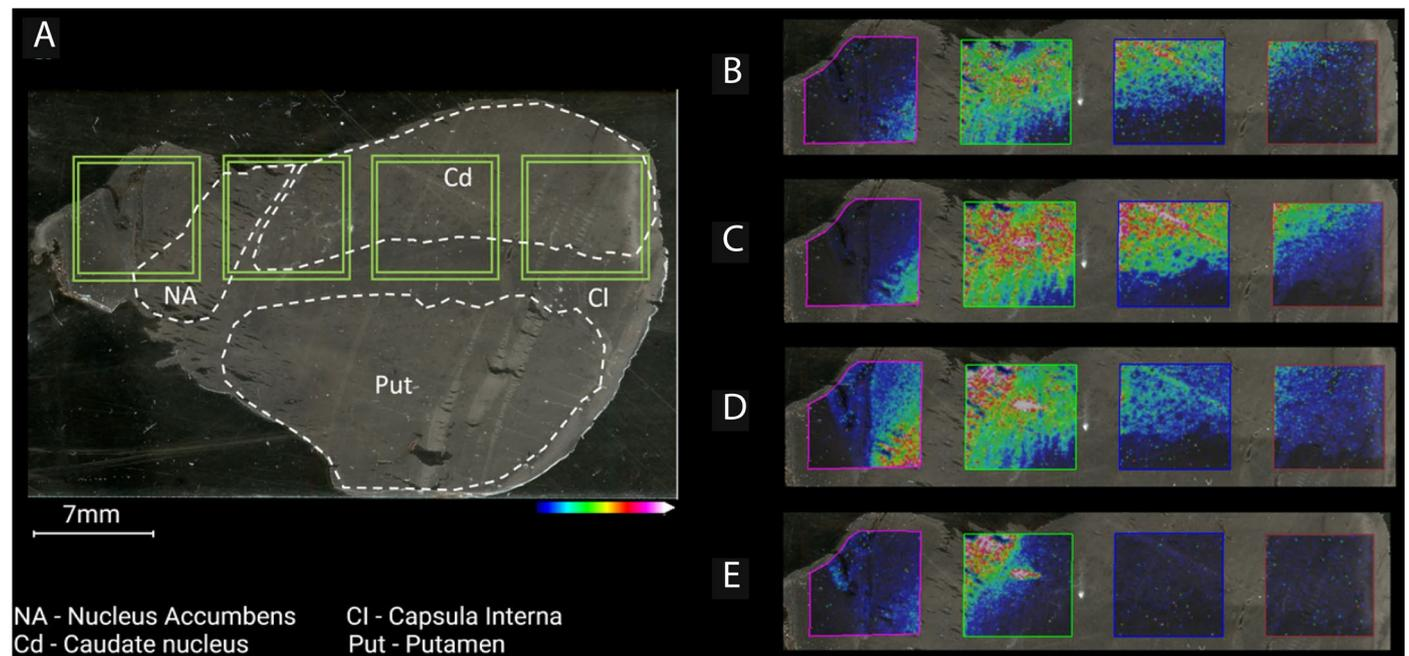 A
B
Cd
C
NA
CI
Put
D
7mm
E
NA - Nucleus Accumbens
CI - Capsula Interna
Cd - Caudate nucleus
Put - Putamen